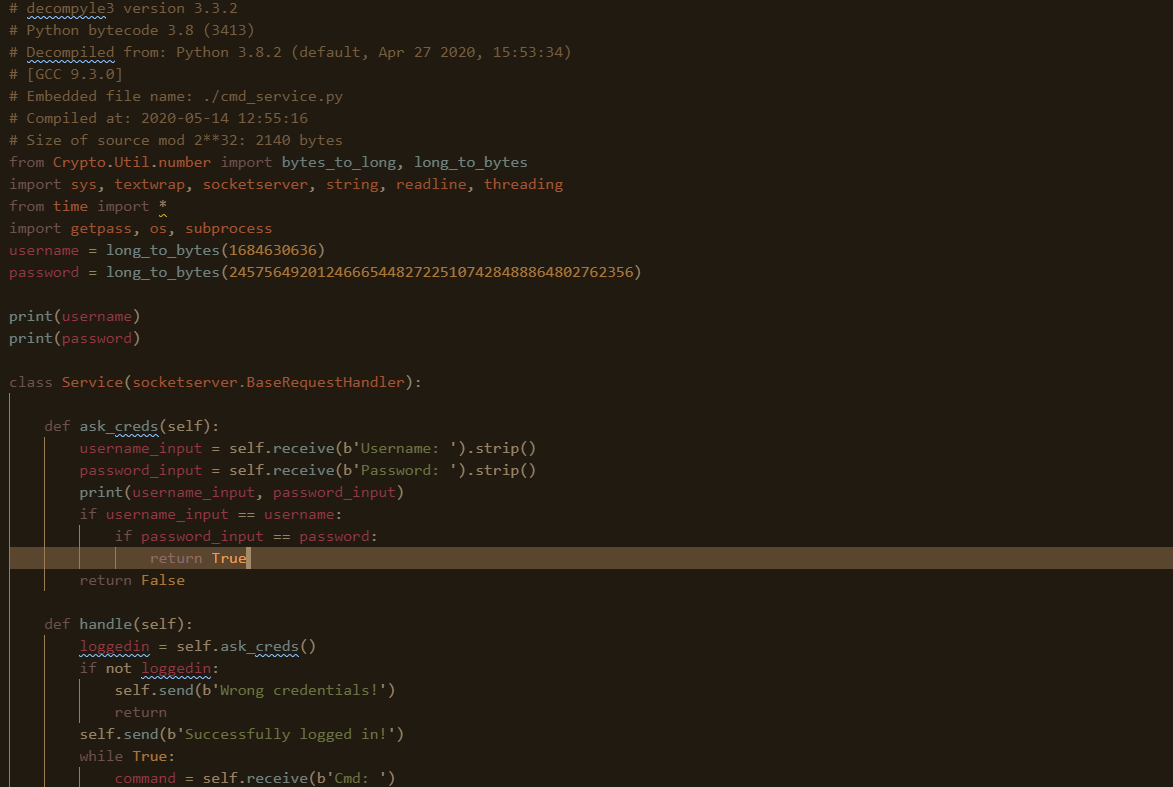 # decompyle3 version 3.3.2
# Python bytecode 3.8 (3413)
# Decompiled from: Python 3.8.2 (default, Apr 27 2020, 15:53:34)
# [GCC 9.3.0]
# Embedded file name: ./cmd_service.py
# Compiled at: 2020-05-14 12:55:16
# Size of source mod 2**32: 2140 bytes
from Crypto.Util.number import bytes_to_long, long_to_bytes
import sys, textwrap, socketserver, string, readline, threading
from time import *
import getpass, os, subprocess
username = long_to_bytes(1684630636)
password = long_to_bytes(2457564920124666544827225107428488864802762356)

print(username)
print(password)

class Service(socketserver.BaseRequestHandler):

    def ask_creds(self):
        username_input = self.receive(b'Username: ').strip()
        password_input = self.receive(b'Password: ').strip()
        print(username_input, password_input)
        if username_input == username:
            if password_input == password:
                return True
        return False

    def handle(self):
        loggedin = self.ask_creds()
        if not loggedin:
            self.send(b'Wrong credentials!')
            return
        self.send(b'Successfully logged in!')
        while True:
            command = self.receive(b'Cmd: ')